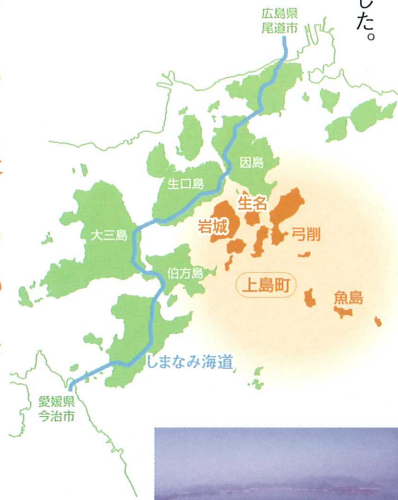 した。
広島県
尾道市
因島
生口島
生名
岩城
弓削
大三島
伯方島
上島町
魚島
しまなみ海道
愛媛県
今治市